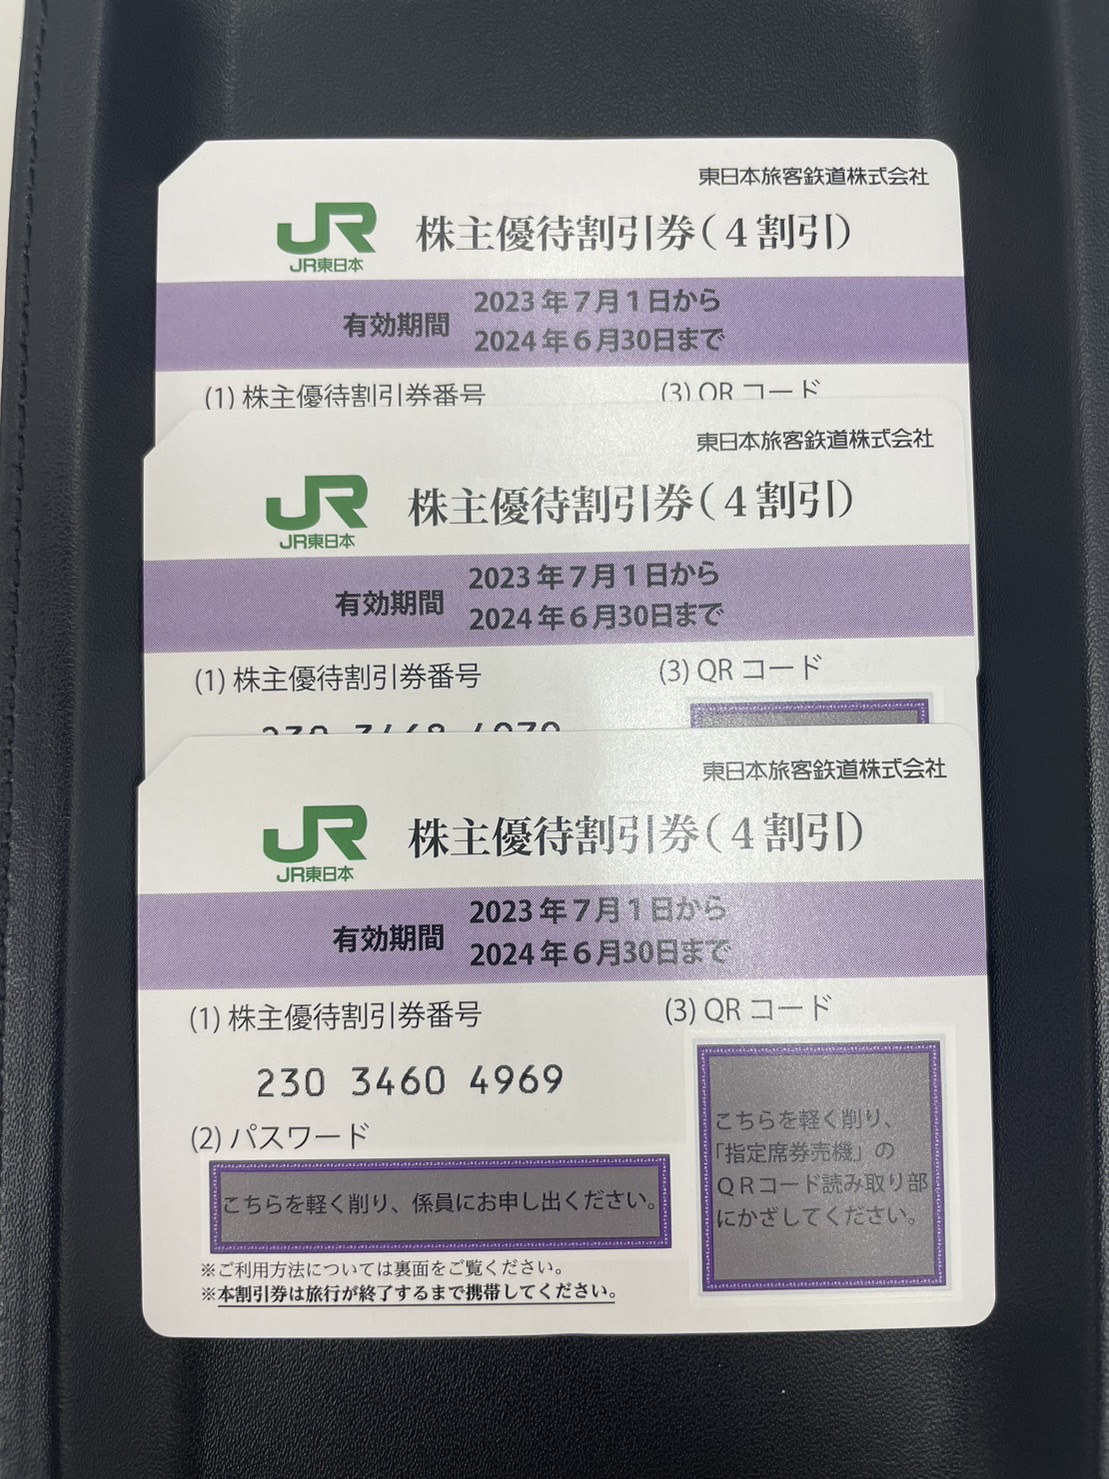 東日本旅客鉄道株式会社
JR 株主優待割引券(4割引)
JR東日本
有効期間
2023年7月1日から
2024年6月30日まで
(1) 株主優待割引券番号
(3) QRコード
東日本旅客鉄道株式会社
JR 株主優待割引券(4割引)
JR東日本
有効期間
2023年7月1日から
2024年6月30日まで
(1) 株主優待割引券番号
(3) QRコード
東日本旅客鉄道株式会社
JR 株主優待割引券(4割引)
JR東日本
有効期間
2023年7月1日から
2024年6月30日まで
(1) 株主優待割引券番号
(3) QRコード
230 3460 4969
(2) パスワード
こちらを軽く削り、係員にお申し出ください。
こちらを軽く削り、
「指定席券売機」の
QRコード読み取り部
にかざしてください。
※ご利用方法については裏面をご覧ください。
※本割引券は旅行が終了するまで携帯してください。